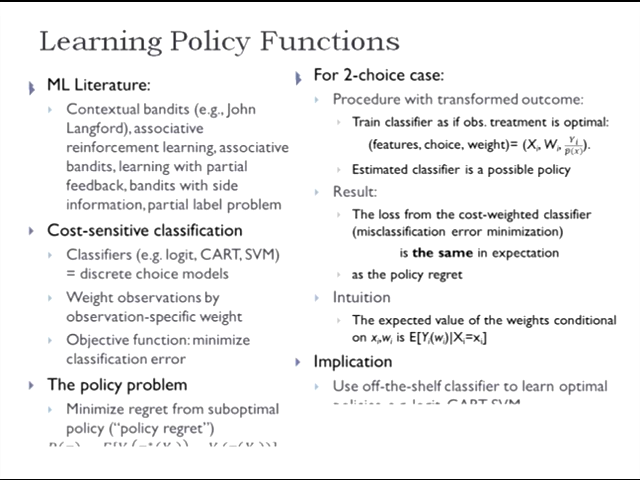 Learning Policy Functions
ML Literature:
Contextual bandits (e.g., John
Langford), associative
reinforcement learning, associative
bandits, learning with partial
feedback, bandits with side
information, partial label problem
Cost-sensitive classification
Classifiers (e.g. logit, CART, SVM)
= discrete choice models
Weight observations by
observation-specific weight
Objective function: minimize
classification error
The policy problem
Minimize regret from suboptimal
policy (“policy regret”)
For 2-choice case:
Procedure with transformed outcome:
Train classifier as if obs. treatment is optimal:
(features, choice, weight)= (Xᵢ, Wᵢ, Yᵢ/p(x)).
Estimated classifier is a possible policy
Result:
The loss from the cost-weighted classifier
(misclassification error minimization)
is the same in expectation
as the policy regret
Intuition
The expected value of the weights conditional
on xᵢ,wᵢ is E[Yᵢ(wᵢ)|Xᵢ=xᵢ]
Implication
Use off-the-shelf classifier to learn optimal
policies, e.g. logit, CART, SVM